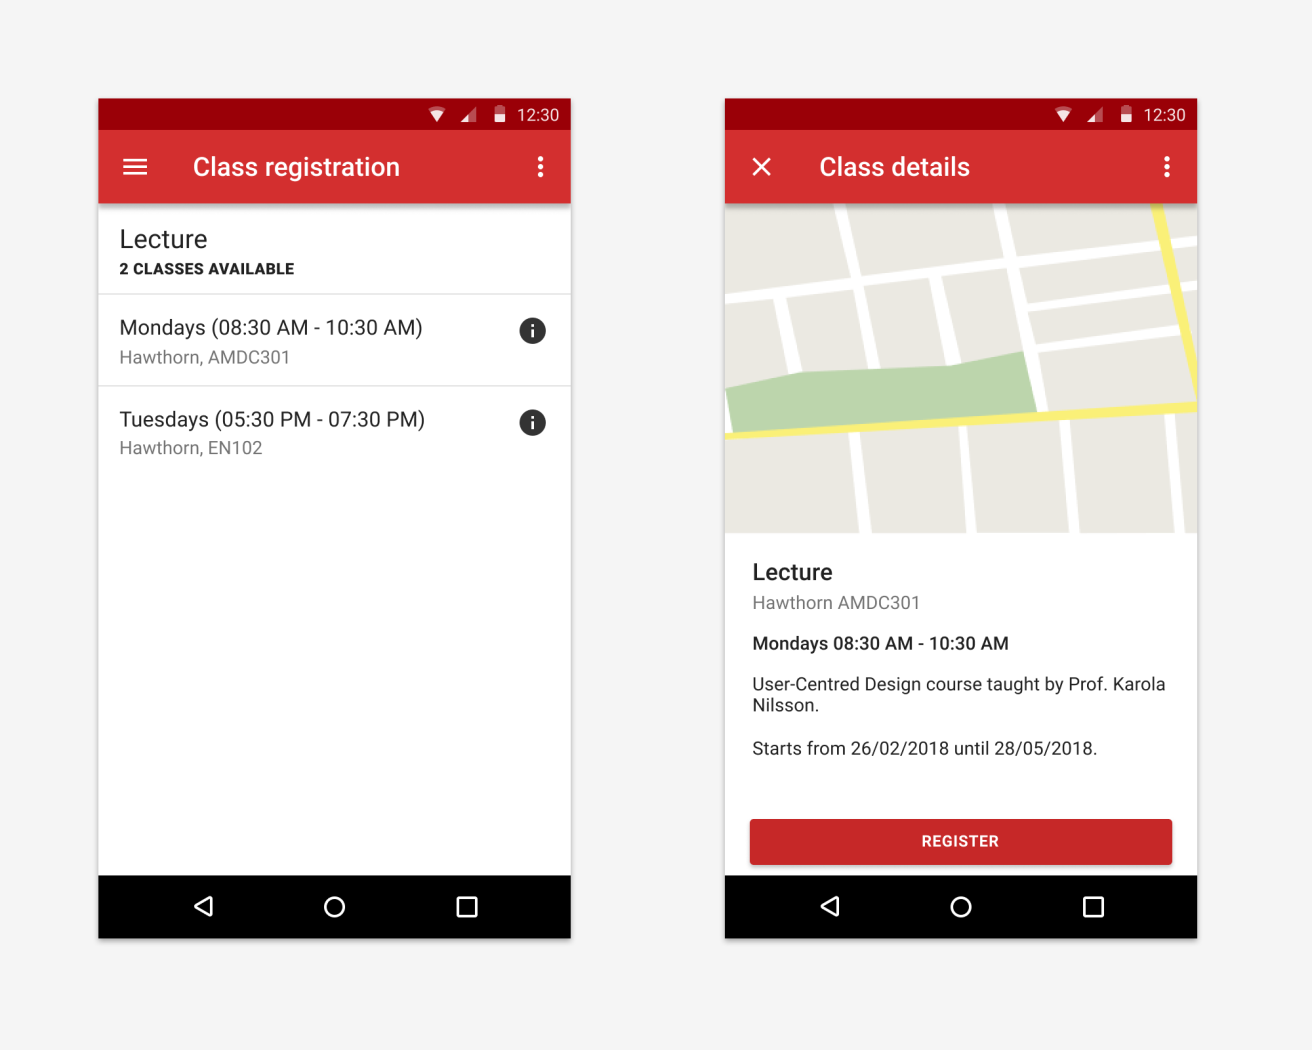 12:30
Class registration
Lecture
2 CLASSES AVAILABLE
Mondays (08:30 AM - 10:30 AM)
Hawthorn, AMDC301
Tuesdays (05:30 PM - 07:30 PM)
Hawthorn, EN102
12:30
Class details
Lecture
Hawthorn AMDC301
Mondays 08:30 AM - 10:30 AM
User-Centred Design course taught by Prof. Karola
Nilsson.
Starts from 26/02/2018 until 28/05/2018.
REGISTER